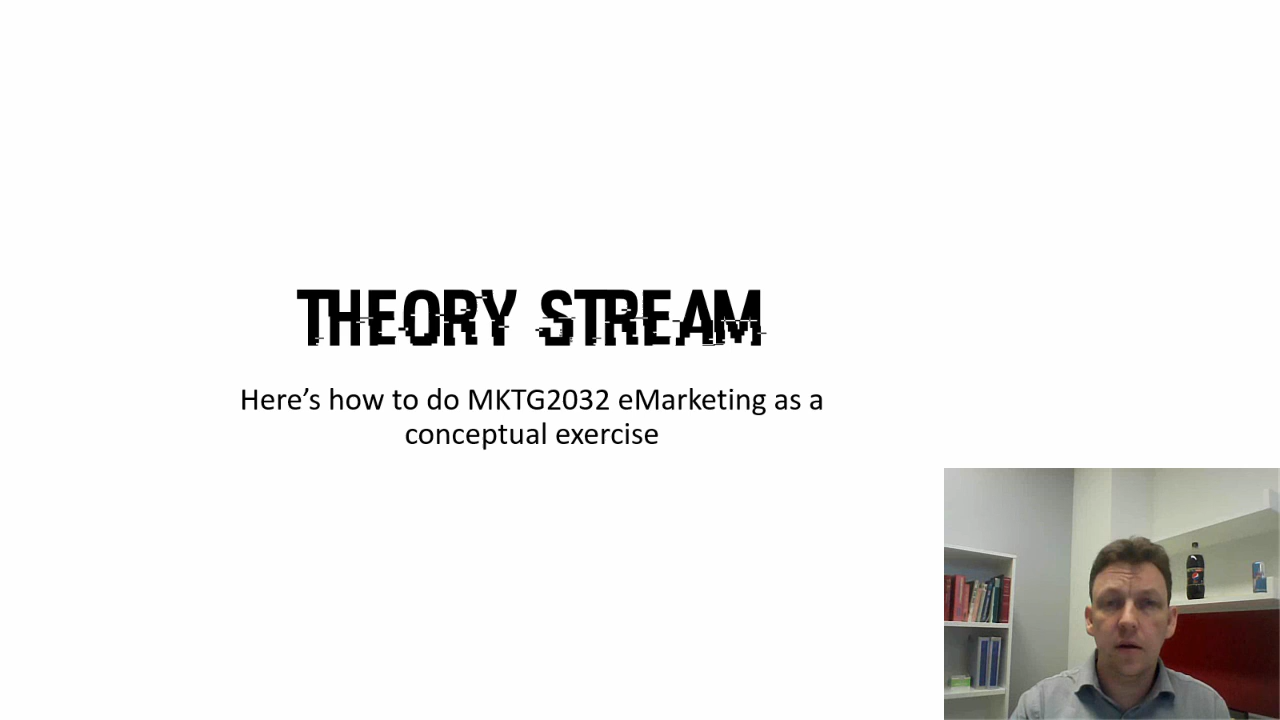 THEORY STREAM
Here’s how to do MKTG2032 eMarketing as a
conceptual exercise